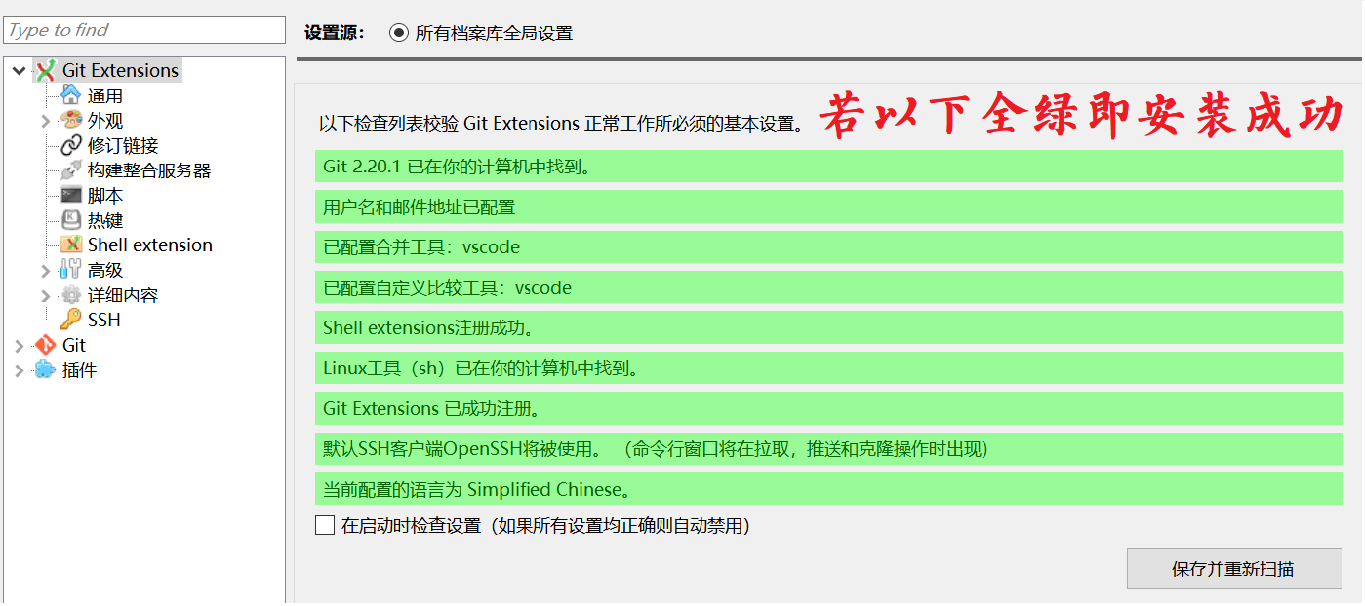 Type to find
Git Extensions
通用
外观
修订链接
构建整合服务器
脚本
热键
Shell extension
高级
详细内容
SSH
Git
插件
设置源： 所有档案库全局设置
若以下全绿即安装成功
以下检查列表校验 Git Extensions 正常工作所必须的基本设置。
Git 2.20.1 已在你的计算机中找到。
用户名和邮件地址已配置
已配置合并工具：vscode
已配置自定义比较工具：vscode
Shell extensions注册成功。
Linux工具（sh）已在你的计算机中找到。
Git Extensions 已成功注册。
默认SSH客户端OpenSSH将被使用。 （命令行窗口将在拉取，推送和克隆操作时出现)
当前配置的语言为 Simplified Chinese。
在启动时检查设置（如果所有设置均正确则自动禁用）
保存并重新扫描